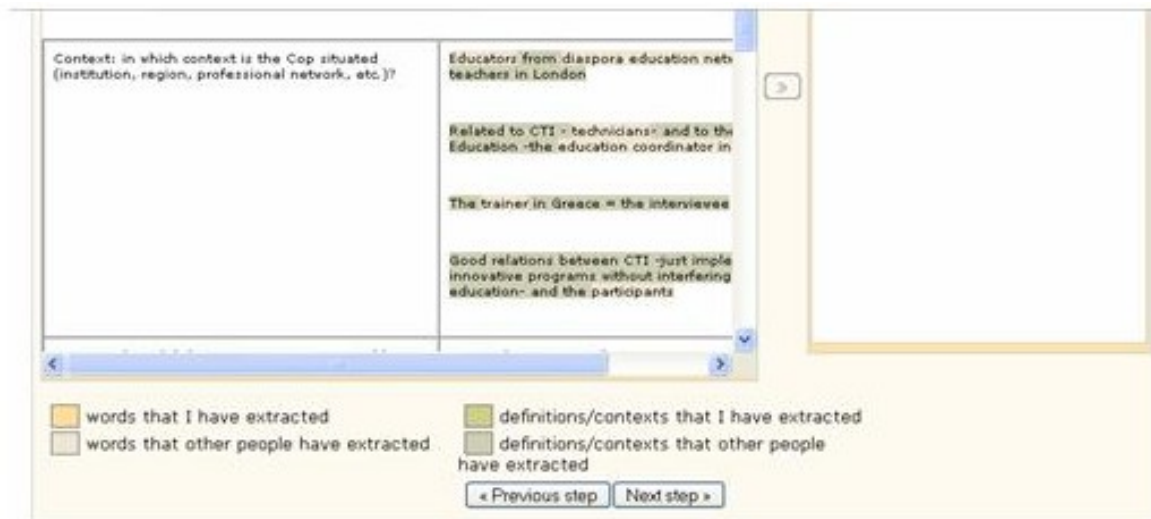 Context: in which context is the Cop situated
(institution, region, professional network, etc.)?
Educators from diaspora education netw
teachers in London
Related to CTI - technicians- and to the
Education -the education coordinator in
The trainer in Greece = the interviewee
Good relations between CTI -just imple
innovative programs without interfering
education- and the participants
words that I have extracted
definitions/contexts that I have extracted
words that other people have extracted
definitions/contexts that other people
have extracted
« Previous step
Next step »